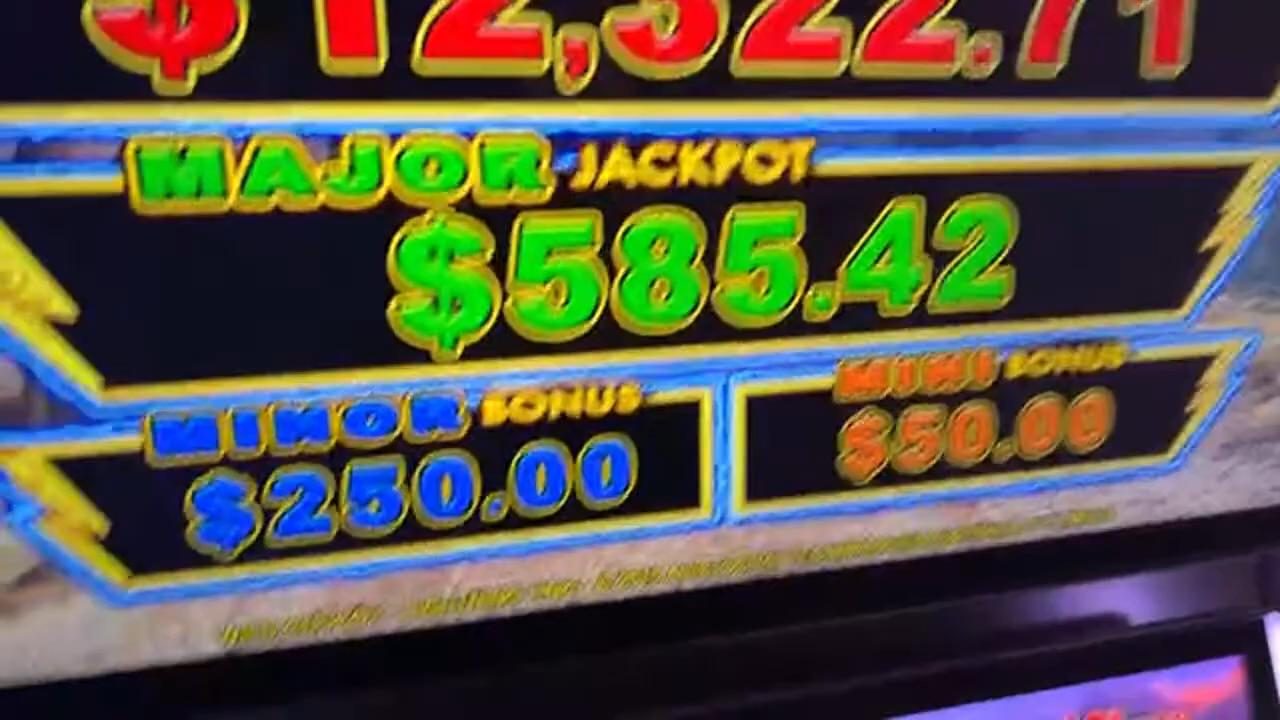 $12,322.71
MAJOR JACKPOT
$585.42
MINOR BONUS
$250.00
MINI BONUS
$50.00